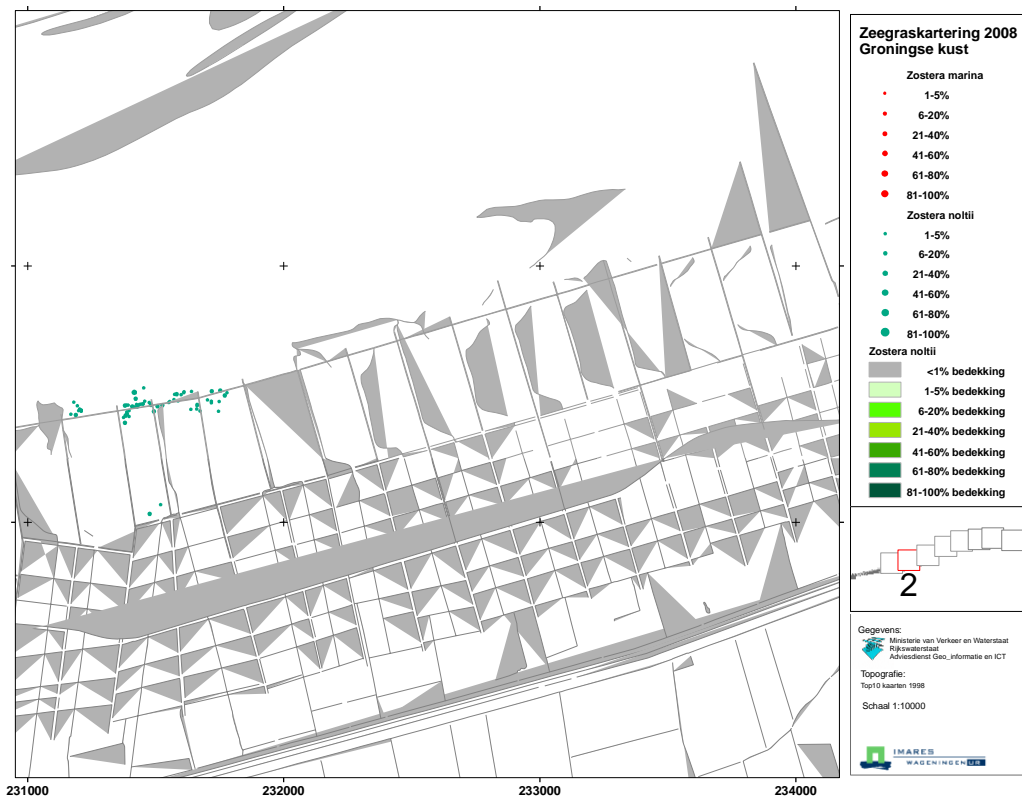 Zeegraskartering 2008
Groningse kust
Zostera marina
1-5%
6-20%
21-40%
41-60%
61-80%
81-100%
Zostera noltii
1-5%
6-20%
21-40%
41-60%
61-80%
81-100%
Zostera noltii
<1% bedekking
1-5% bedekking
6-20% bedekking
21-40% bedekking
41-60% bedekking
61-80% bedekking
81-100% bedekking
2
Gegevens:
Ministerie van Verkeer en Waterstaat
Rijkswaterstaat
Adviesdienst Geo_informatie en ICT
Topografie:
Top10 kaarten 1998
Schaal 1:10000
IMARES
WAGENINGEN UR
231000 232000 233000 234000